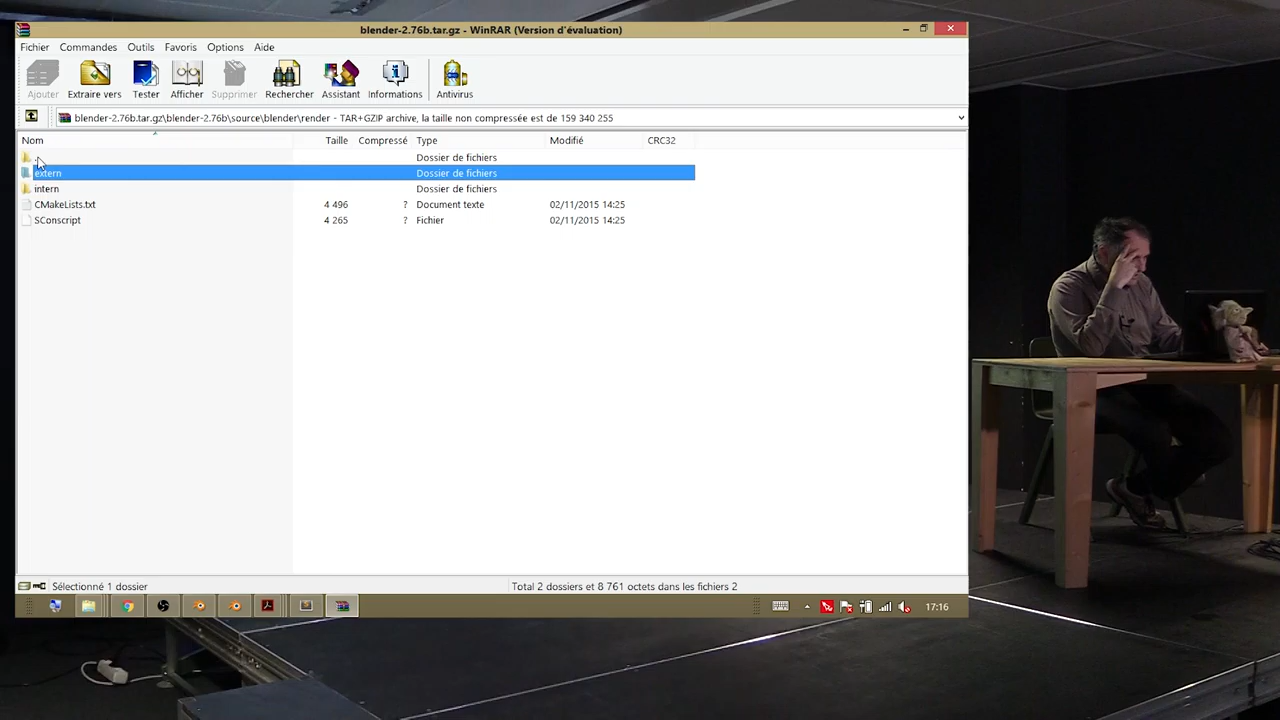 blender-2.76b.tar.gz - WinRAR (Version d'évaluation)
Fichier Commandes Outils Favoris Options Aide
Ajouter Extraire vers Tester Afficher Supprimer Rechercher Assistant Informations Antivirus
blender-2.76b.tar.gz\blender-2.76b\source\blender\render - TAR+GZIP archive, la taille non compressée est de 159 340 255
Nom Taille Compressé Type Modifié CRC32
Dossier de fichiers
extern Dossier de fichiers
intern Dossier de fichiers
CMakeLists.txt 4 496 ? Document texte 02/11/2015 14:25
SConscript 4 265 ? Fichier 02/11/2015 14:25
Sélectionné 1 dossier Total 2 dossiers et 8 761 octets dans les fichiers 2
17:16